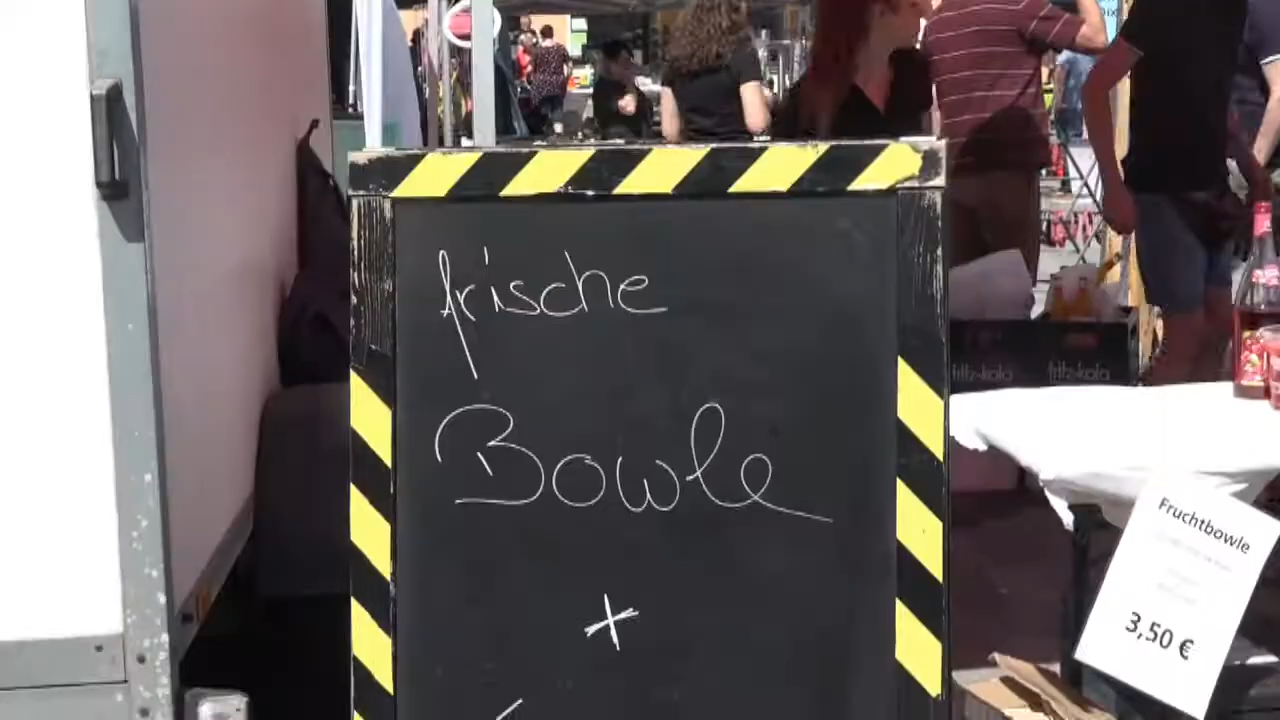 frische
Bowle
+
fritz-kola fritz-kola
Fruchtbowle
3,50 €